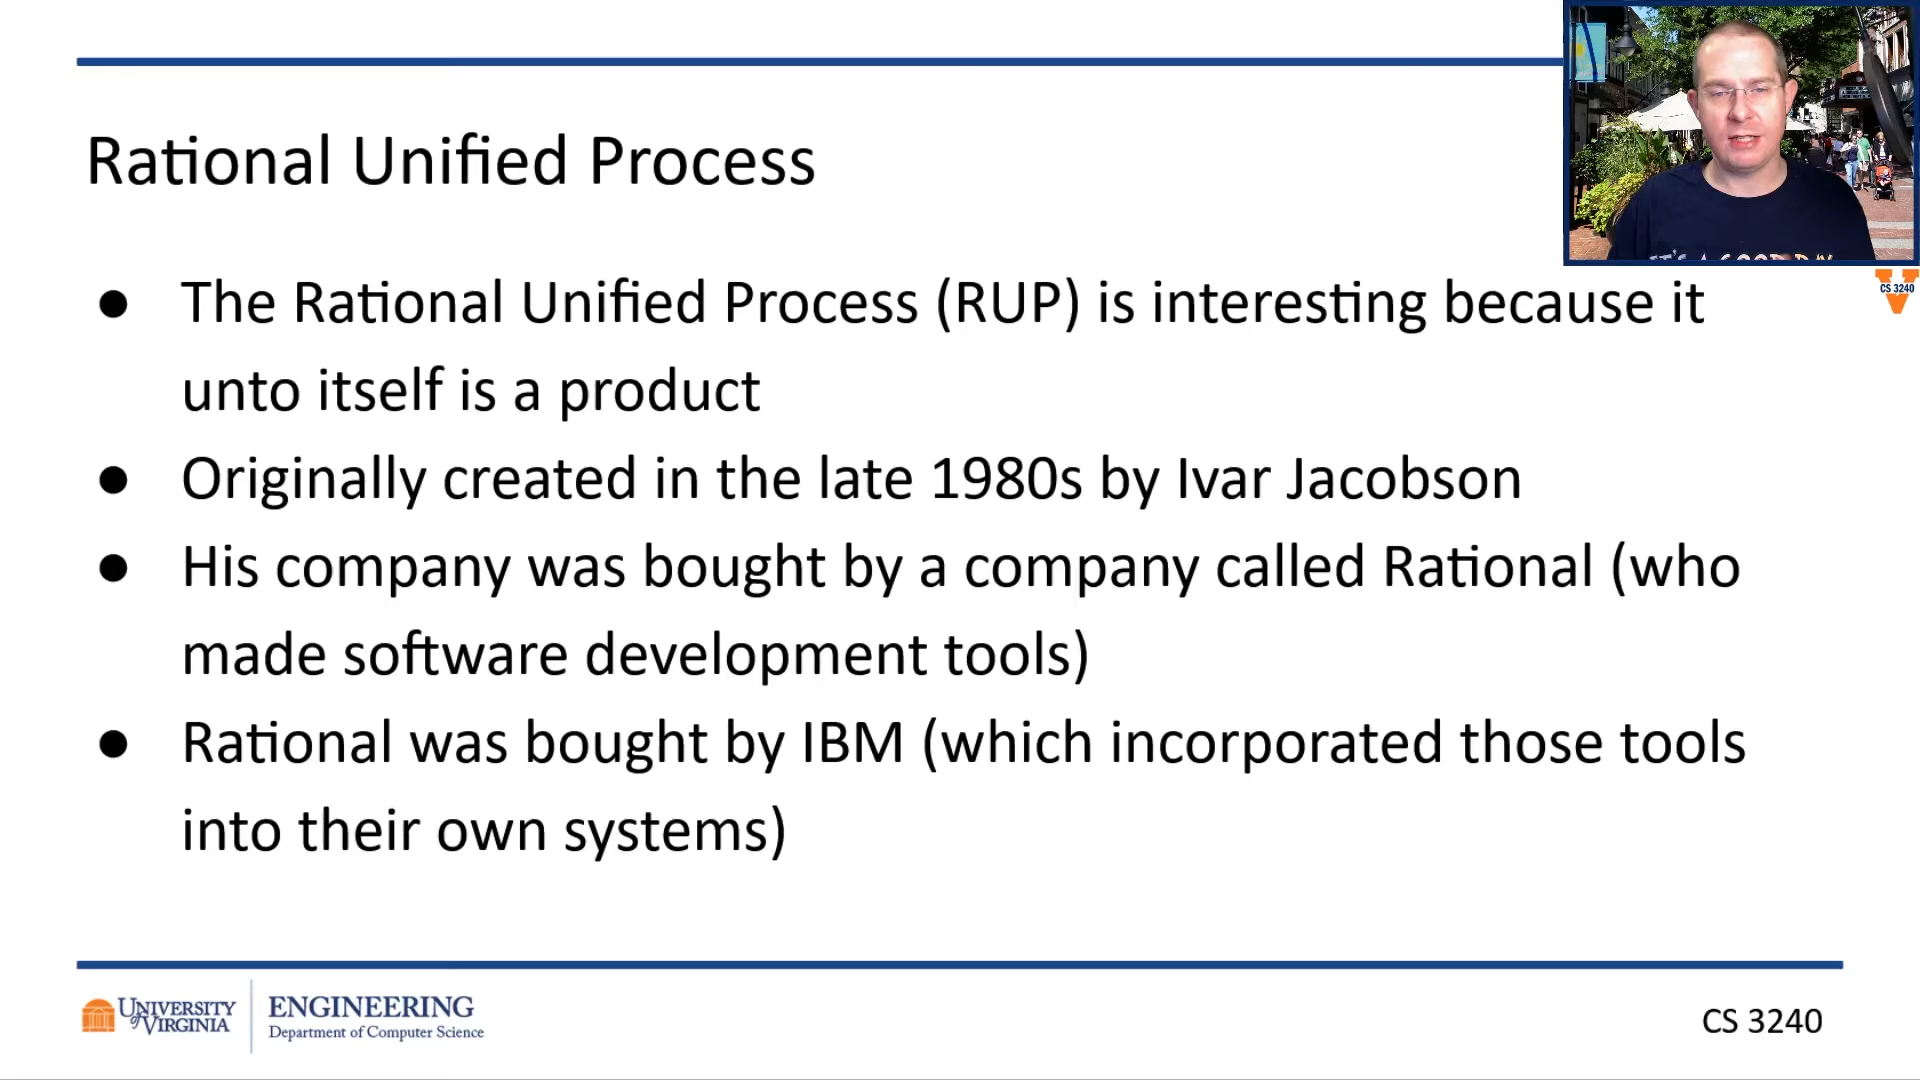 Rational Unified Process
CS 3240
● The Rational Unified Process (RUP) is interesting because it
unto itself is a product
● Originally created in the late 1980s by Ivar Jacobson
● His company was bought by a company called Rational (who
made software development tools)
● Rational was bought by IBM (which incorporated those tools
into their own systems)
UNIVERSITY
of VIRGINIA
ENGINEERING
Department of Computer Science
CS 3240